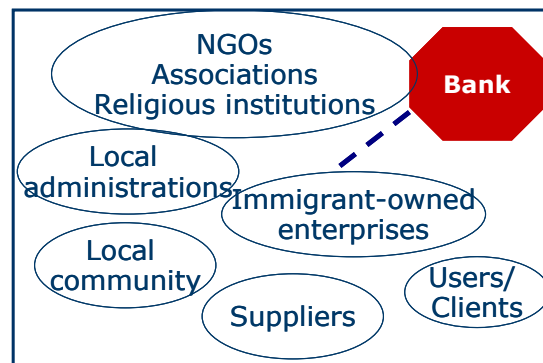 NGOs
Associations
Religious institutions
Bank
Local
administrations
Immigrant-owned
enterprises
Local
community
Users/
Clients
Suppliers